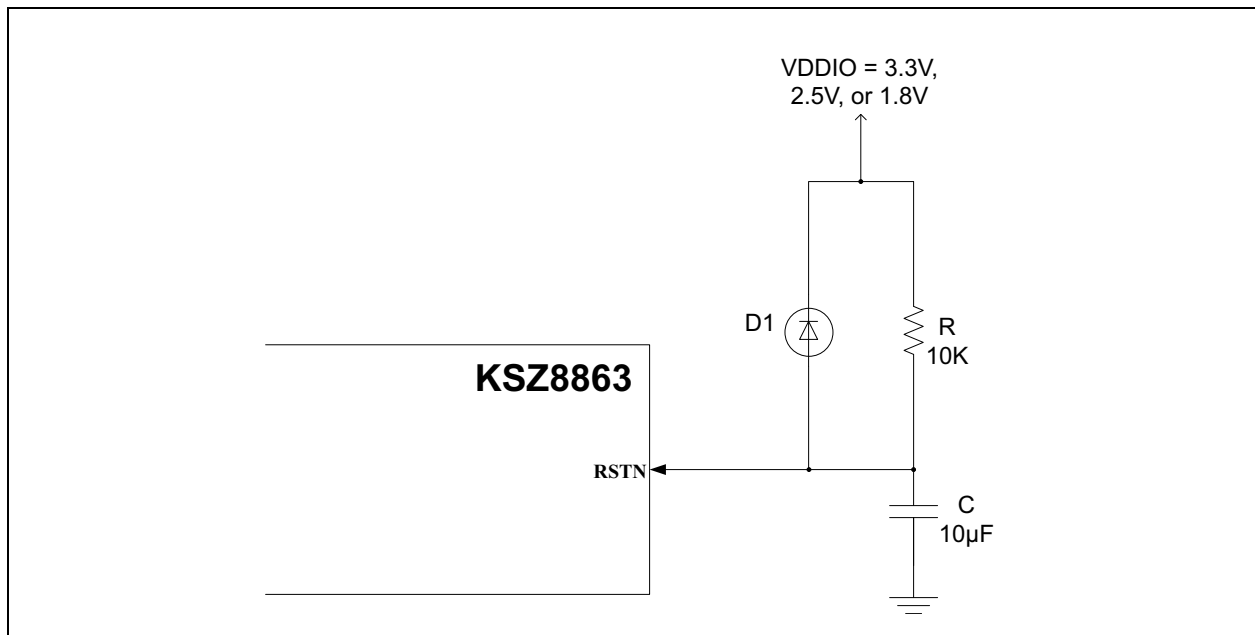 VDDIO = 3.3V,
2.5V, or 1.8V
D1
R
10K
KSZ8863
RSTN
C
10µF